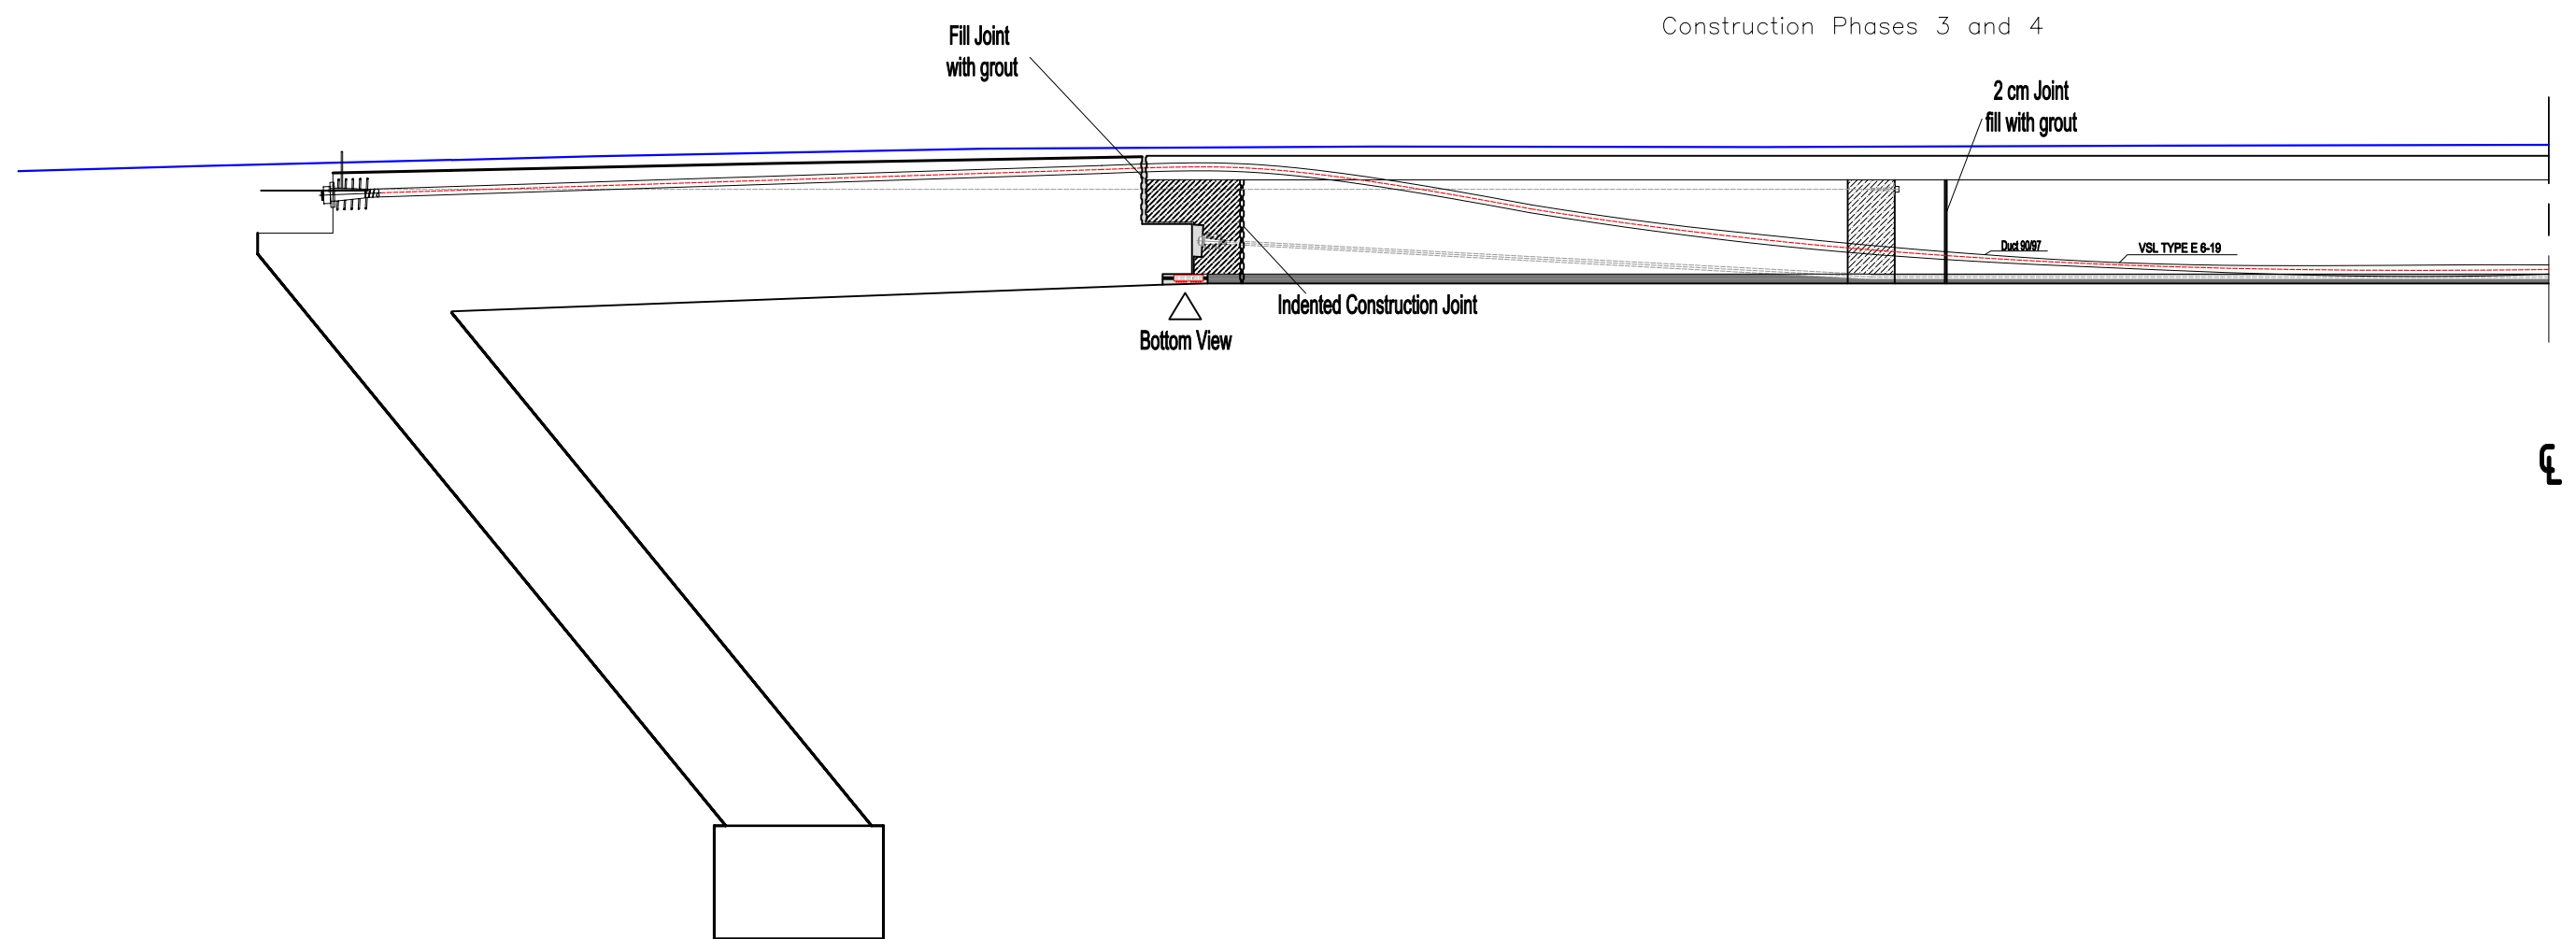 Construction Phases 3 and 4
Fill Joint
with grout
2 cm Joint
fill with grout
Duct 90/97
VSL TYPE E 6-19
Indented Construction Joint
Bottom View
℄